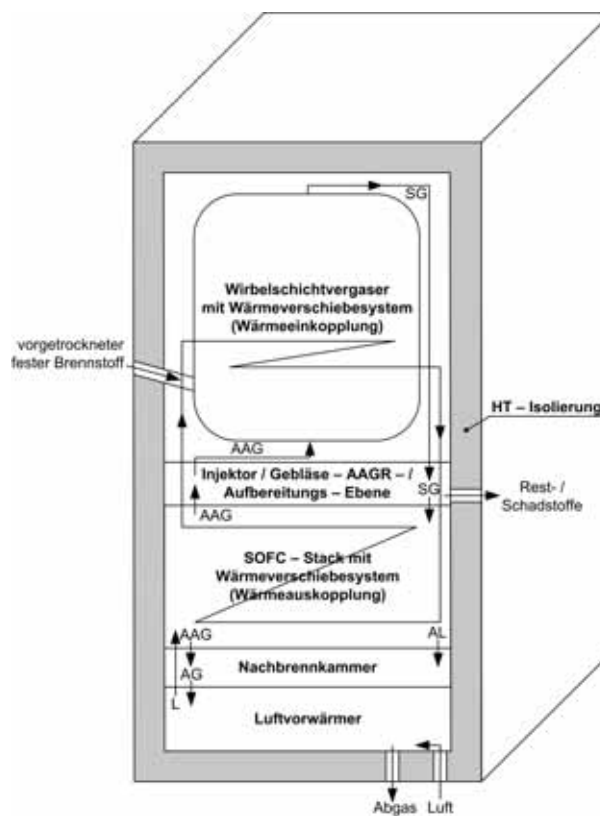 SG
Wirbelschichtvergaser
mit Wärmeverschiebesystem
(Wärmeeinkopplung)
vorgetrockneter
fester Brennstoff
HT – Isolierung
AAG
Injektor / Gebläse – AAGR – /
Aufbereitungs – Ebene
SG
Rest- /
Schadstoffe
AAG
SOFC – Stack mit
Wärmeverschiebesystem
(Wärmeauskopplung)
AAG
AL
Nachbrennkammer
AG
L
Luftvorwärmer
Abgas
Luft